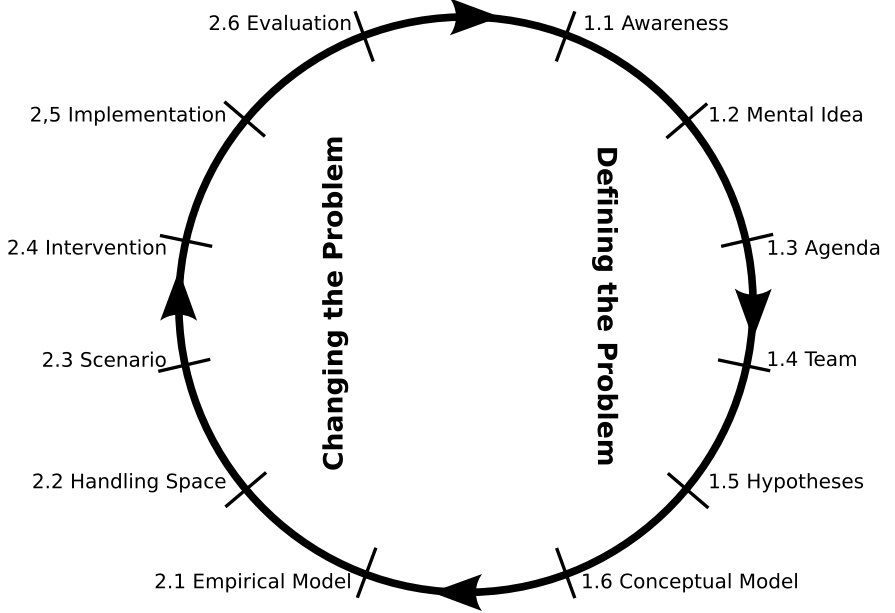 1.1 Awareness
1.2 Mental Idea
1.3 Agenda
1.4 Team
1.5 Hypotheses
1.6 Conceptual Model
2.1 Empirical Model
2.2 Handling Space
2.3 Scenario
2.4 Intervention
2,5 Implementation
2.6 Evaluation
Defining the Problem
Changing the Problem